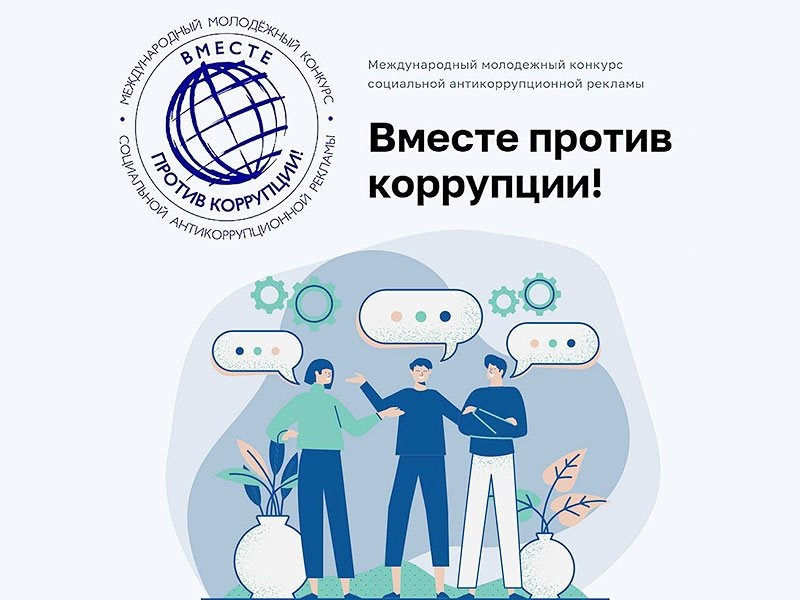 МЕЖДУНАРОДНЫЙ МОЛОДЁЖНЫЙ КОНКУРС
СОЦИАЛЬНОЙ АНТИКОРРУПЦИОННОЙ РЕКЛАМЫ
ВМЕСТЕ
ПРОТИВ КОРРУПЦИИ!
Международный молодежный конкурс
социальной антикоррупционной рекламы
Вместе против
коррупции!